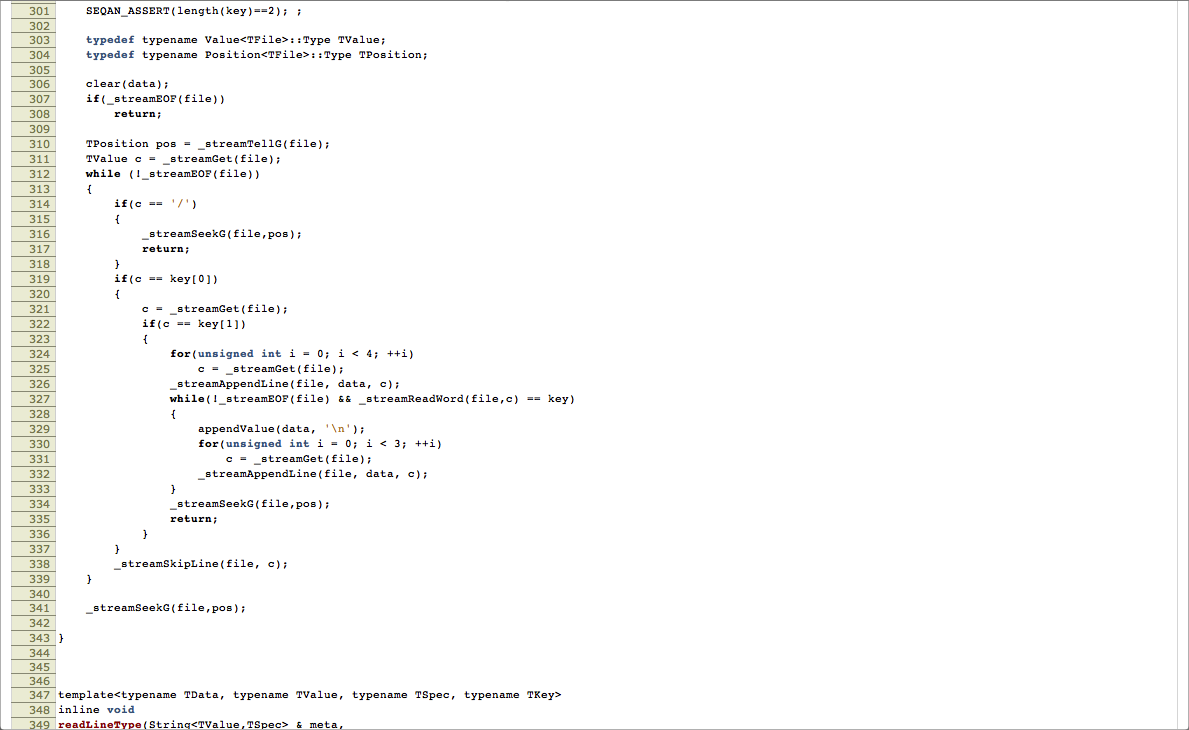 301 SEQAN_ASSERT(length(key)==2); ;
302
303 typedef typename Value<TFile>::Type TValue;
304 typedef typename Position<TFile>::Type TPosition;
305
306 clear(data);
307 if(_streamEOF(file))
308 return;
309
310 TPosition pos = _streamTellG(file);
311 TValue c = _streamGet(file);
312 while (!_streamEOF(file))
313 {
314 if(c == '/')
315 {
316 _streamSeekG(file,pos);
317 return;
318 }
319 if(c == key[0])
320 {
321 c = _streamGet(file);
322 if(c == key[1])
323 {
324 for(unsigned int i = 0; i < 4; ++i)
325 c = _streamGet(file);
326 _streamAppendLine(file, data, c);
327 while(!_streamEOF(file) && _streamReadWord(file,c) == key)
328 {
329 appendValue(data, '\n');
330 for(unsigned int i = 0; i < 3; ++i)
331 c = _streamGet(file);
332 _streamAppendLine(file, data, c);
333 }
334 _streamSeekG(file,pos);
335 return;
336 }
337 }
338 _streamSkipLine(file, c);
339 }
340
341 _streamSeekG(file,pos);
342
343 }
344
345
346
347 template<typename TData, typename TValue, typename TSpec, typename TKey>
348 inline void
349 readLineType(String<TValue,TSpec> & meta,